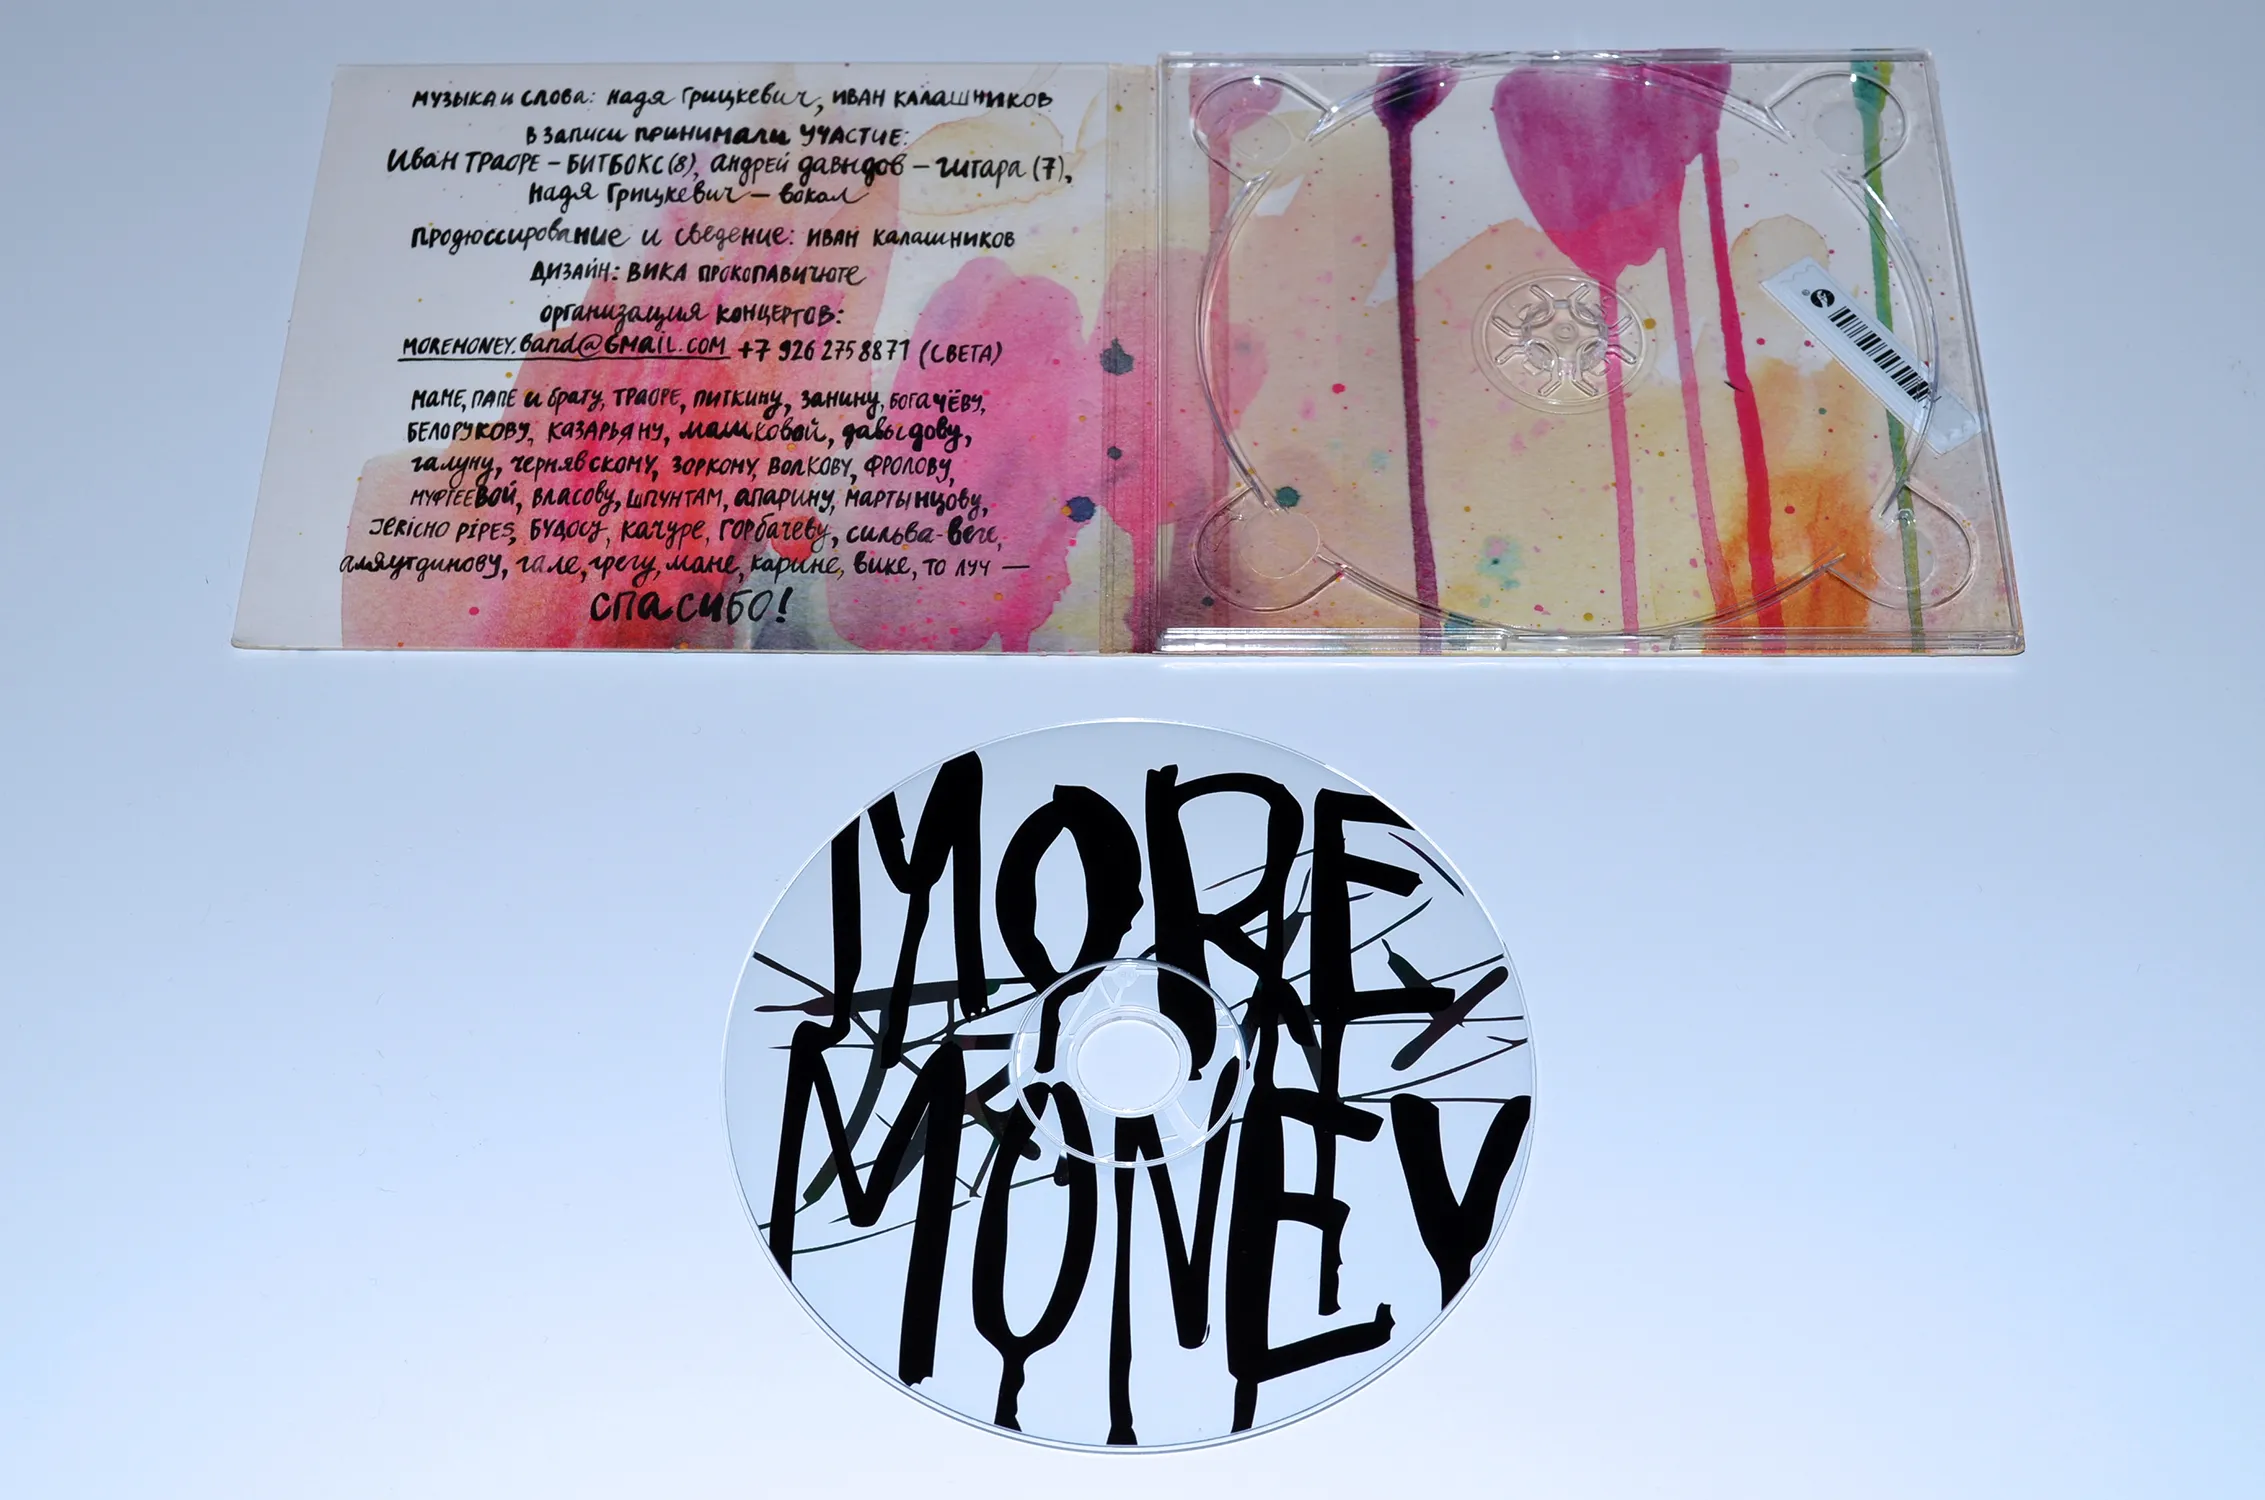 музыка и слова: надя грицкевич, иван калашников
в записи принимали участие:
иван траоре – битбокс (8), андрей давыдов – гитара (7),
надя грицкевич – вокал
продюссирование и сведение: иван калашников
дизайн: вика прокопавичюте
организация концертов:
moremoney.band@gmail.com +7 926 275 8871 (света)
маме, папе и брату, траоре, питкину, занину, богачёву,
белорукову, казарьяну, машковой, давыдову,
галуну, чернявскому, зоркому, волкову, фролову,
муфтеевой, власову, шпунтам, апарину, мартынцову,
jericho pipes, будосу, качуре, горбачеву, сильва-веге,
аляутдинову, гале, грегу, мане, карине, вике, то луч —
спасибо!
MORE
MONEY